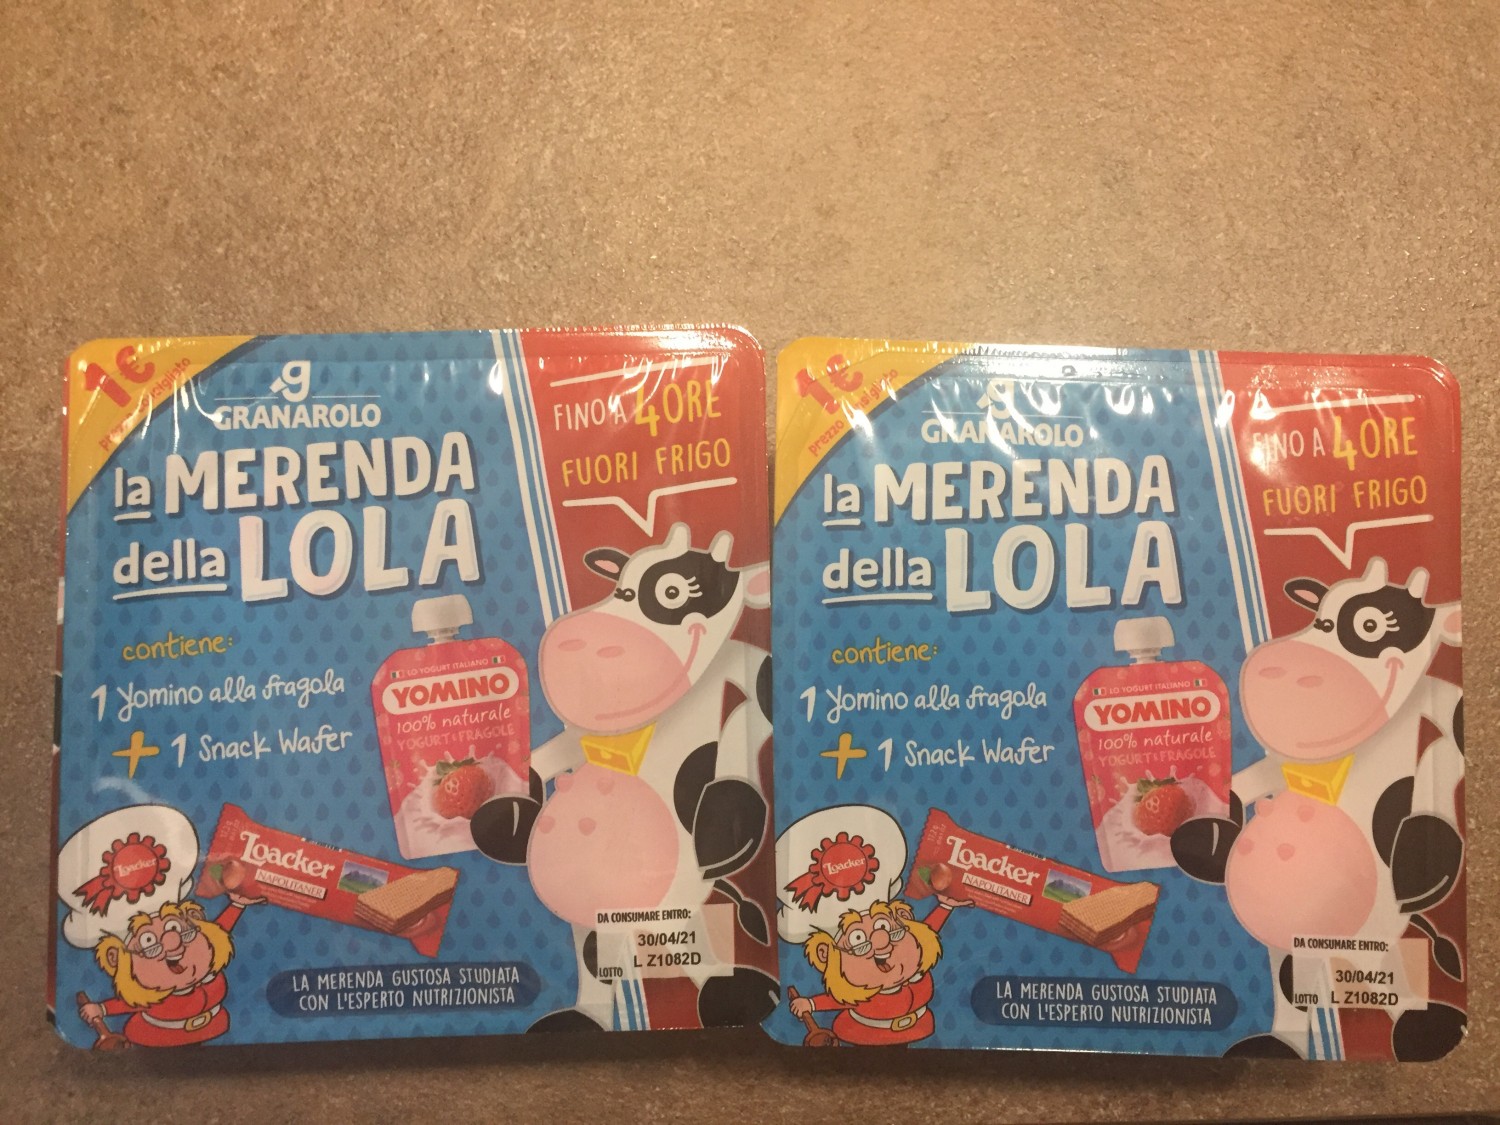 1€
prezzo consigliato
GRANAROLO
la MERENDA
della LOLA
FINO A 4 ORE
FUORI FRIGO
contiene:
1 Yomino alla fragola
+ 1 Snack Wafer
LO YOGURT ITALIANO
YOMINO
100% naturale
YOGURT & FRAGOLE
Loacker
Loacker
NAPOLITANER
LA MERENDA GUSTOSA STUDIATA
CON L'ESPERTO NUTRIZIONISTA
DA CONSUMARE ENTRO:
30/04/21
LOTTO L Z1082D
1€
prezzo consigliato
GRANAROLO
la MERENDA
della LOLA
FINO A 4 ORE
FUORI FRIGO
contiene:
1 Yomino alla fragola
+ 1 Snack Wafer
LO YOGURT ITALIANO
YOMINO
100% naturale
YOGURT & FRAGOLE
Loacker
Loacker
NAPOLITANER
LA MERENDA GUSTOSA STUDIATA
CON L'ESPERTO NUTRIZIONISTA
DA CONSUMARE ENTRO:
30/04/21
LOTTO L Z1082D